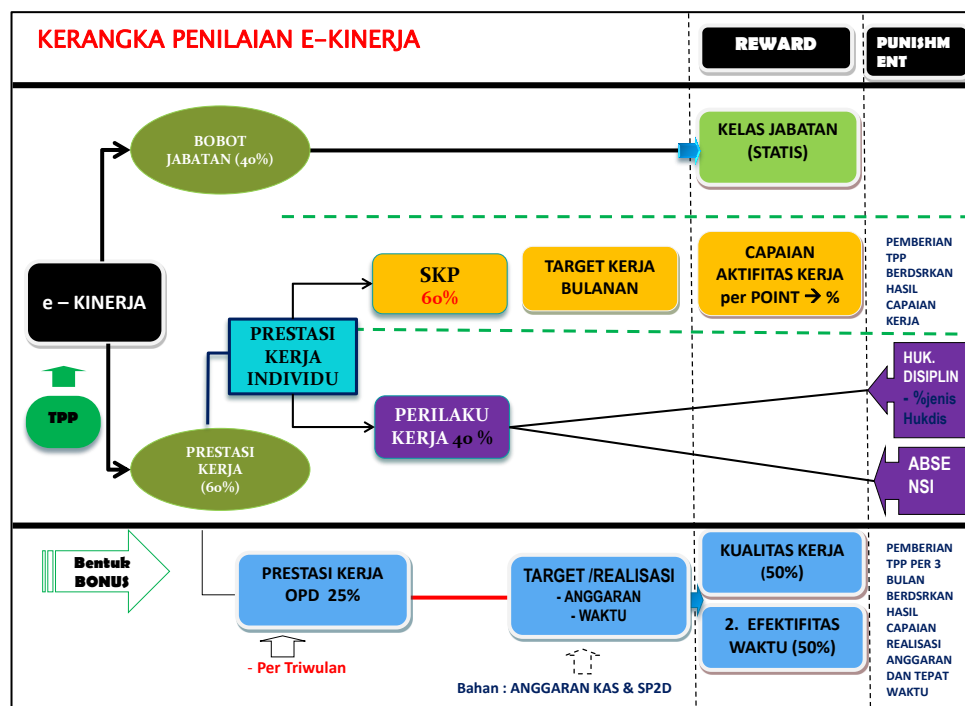 KERANGKA PENILAIAN E-KINERJA
REWARD
PUNISHM
ENT
BOBOT
JABATAN (40%)
KELAS JABATAN
(STATIS)
e – KINERJA
TPP
PRESTASI
KERJA
(60%)
PRESTASI
KERJA
INDIVIDU
SKP
60%
TARGET KERJA
BULANAN
CAPAIAN
AKTIFITAS KERJA
per POINT → %
PEMBERIAN
TPP
BERDSRKAN
HASIL
CAPAIAN
KERJA
PERILAKU
KERJA 40 %
HUK.
DISIPLIN
- %jenis
Hukdis
ABSE
NSI
Bentuk
BONUS
PRESTASI KERJA
OPD 25%
- Per Triwulan
TARGET /REALISASI
- ANGGARAN
- WAKTU
Bahan : ANGGARAN KAS & SP2D
KUALITAS KERJA
(50%)
2. EFEKTIFITAS
WAKTU (50%)
PEMBERIAN
TPP PER 3
BULAN
BERDSRKAN
HASIL
CAPAIAN
REALISASI
ANGGARAN
DAN TEPAT
WAKTU